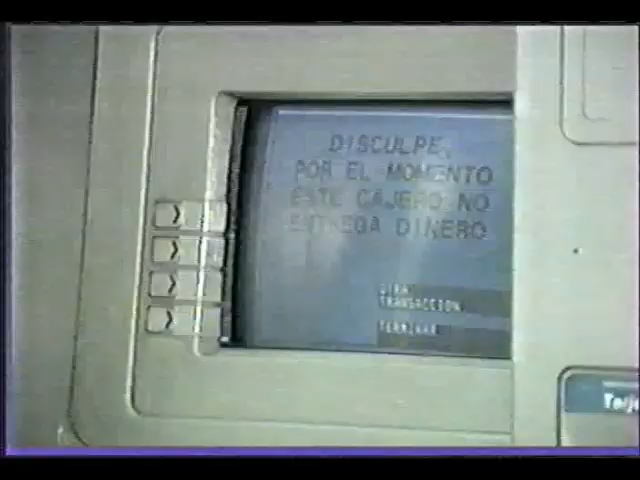 DISCULPE,
POR EL MOMENTO
ESTE CAJERO NO
ENTREGA DINERO
OTRA
TRANSACCION
TERMINAR